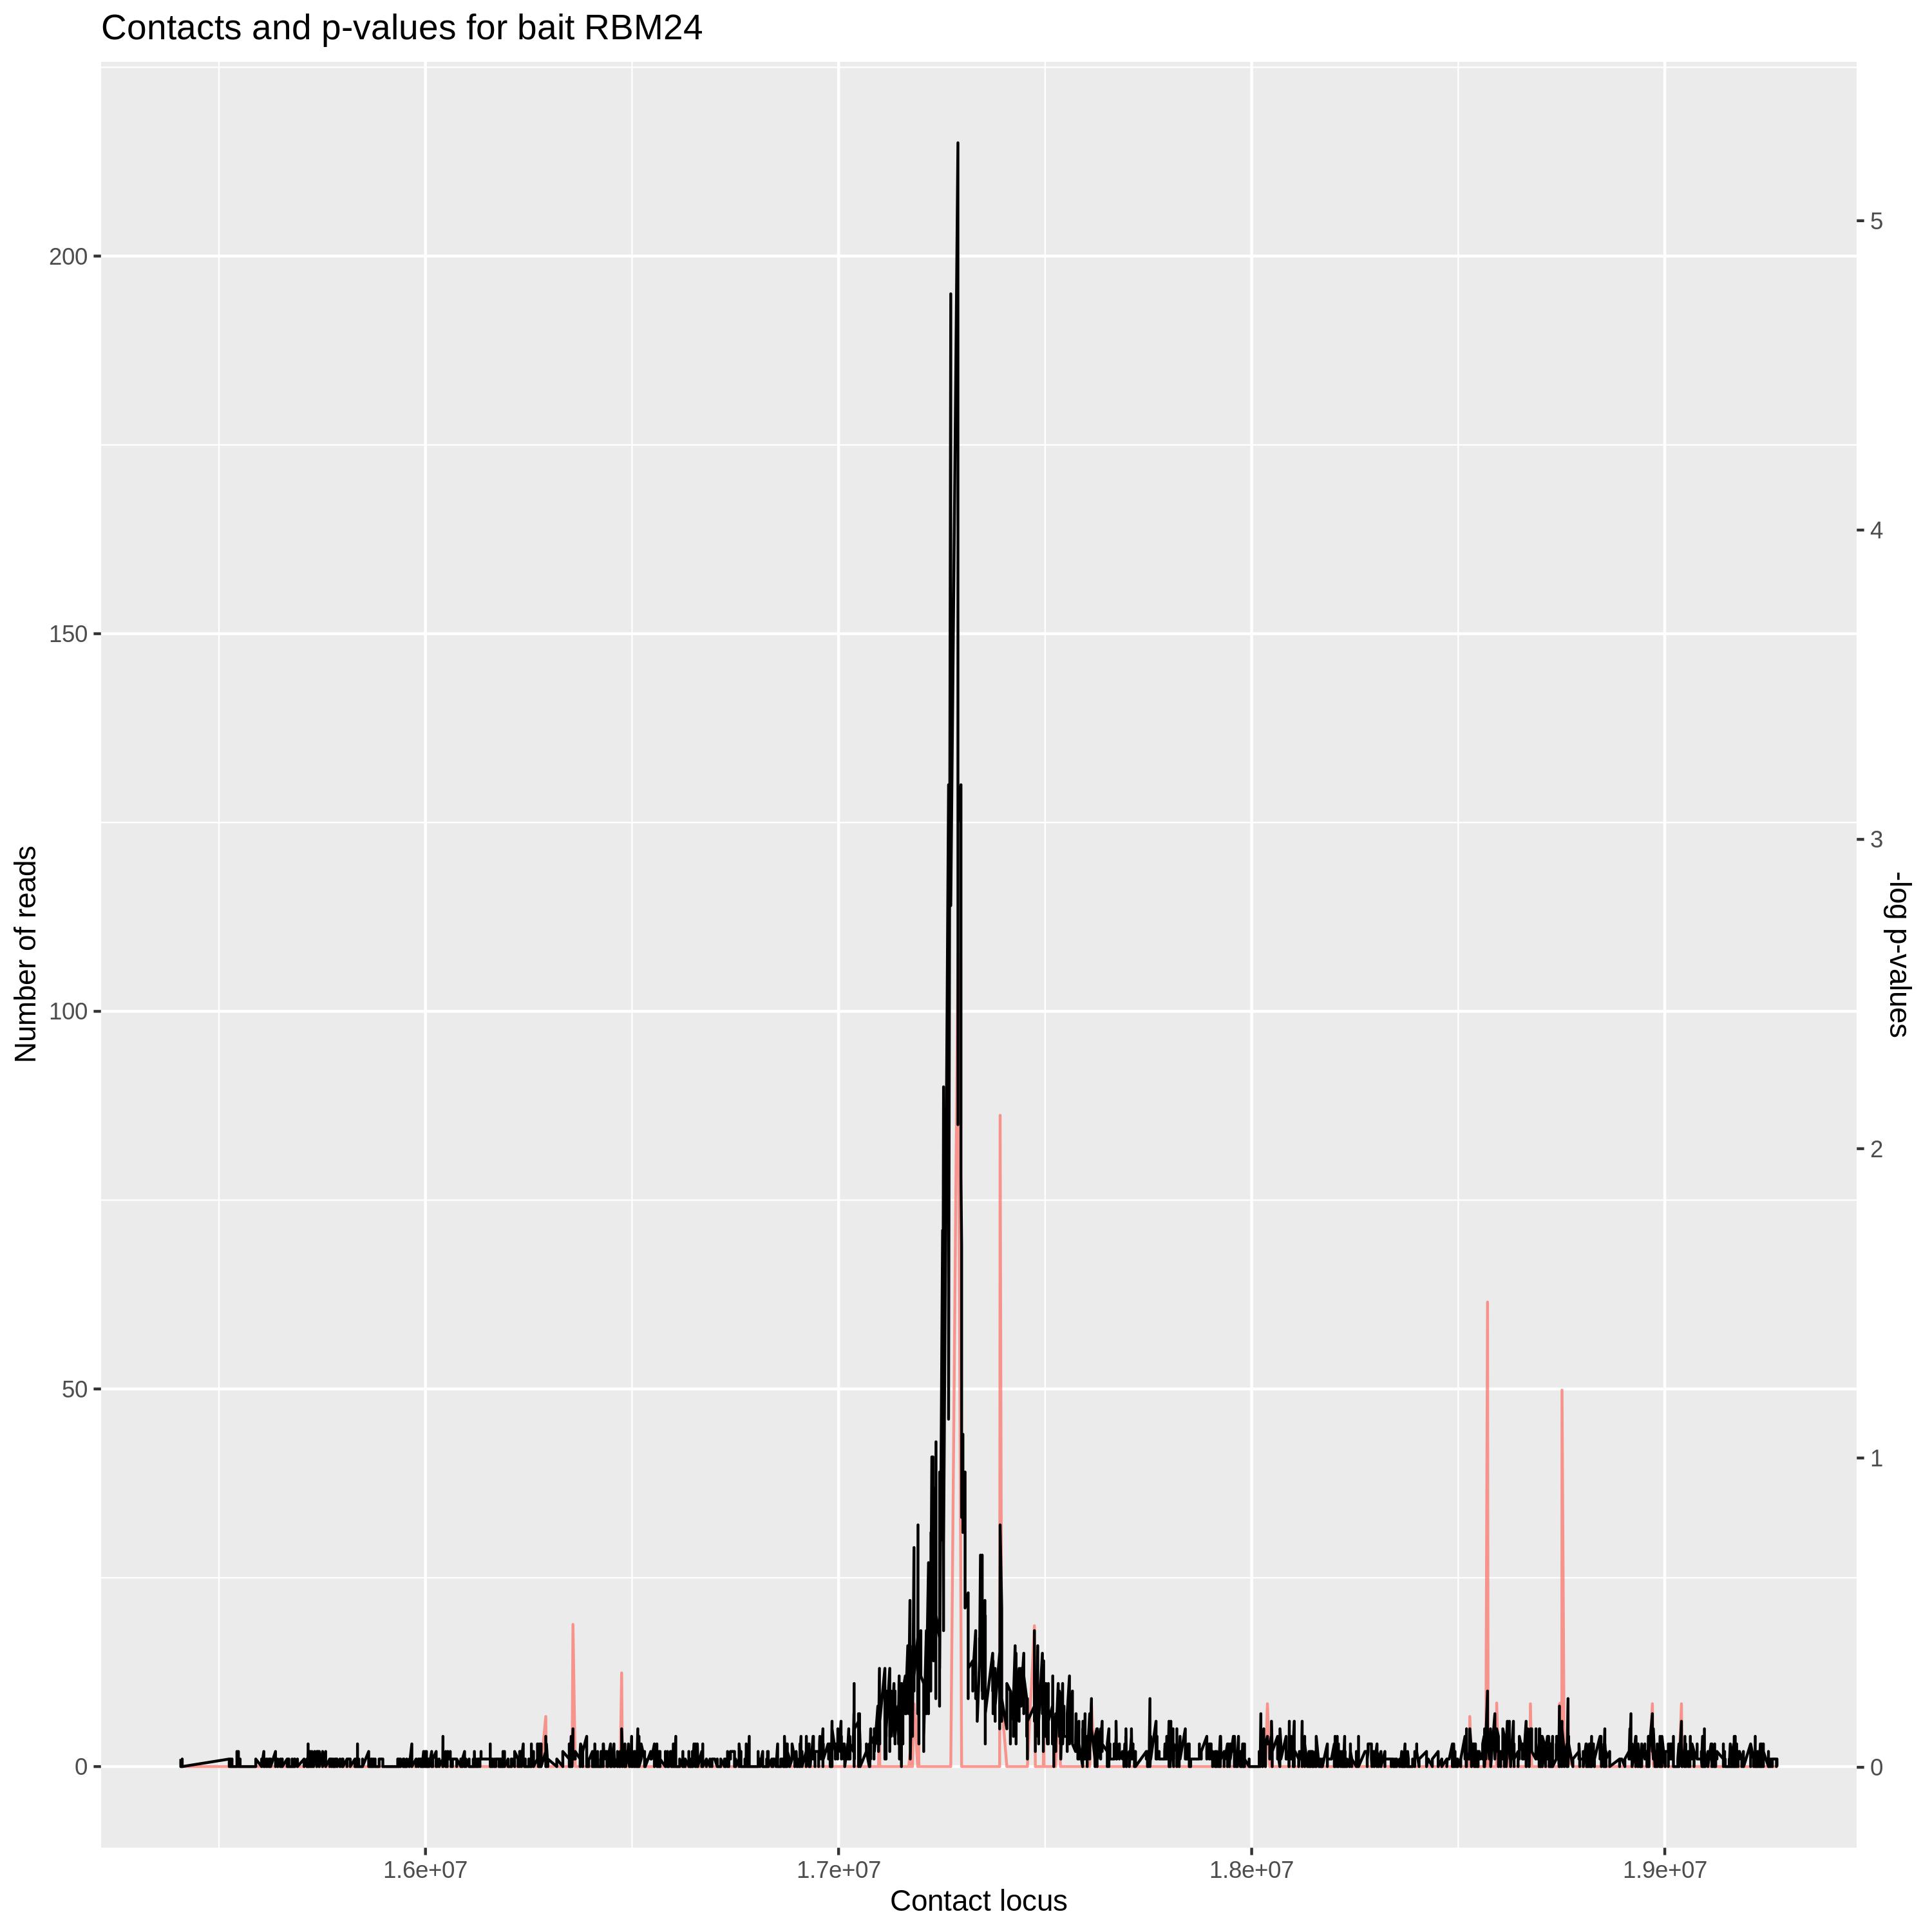 Contacts and p-values for bait RBM24
200
150
100
50
0
Number of reads
5
4
3
2
1
0
-log p-values
1.6e+07
1.7e+07
1.8e+07
1.9e+07
Contact locus